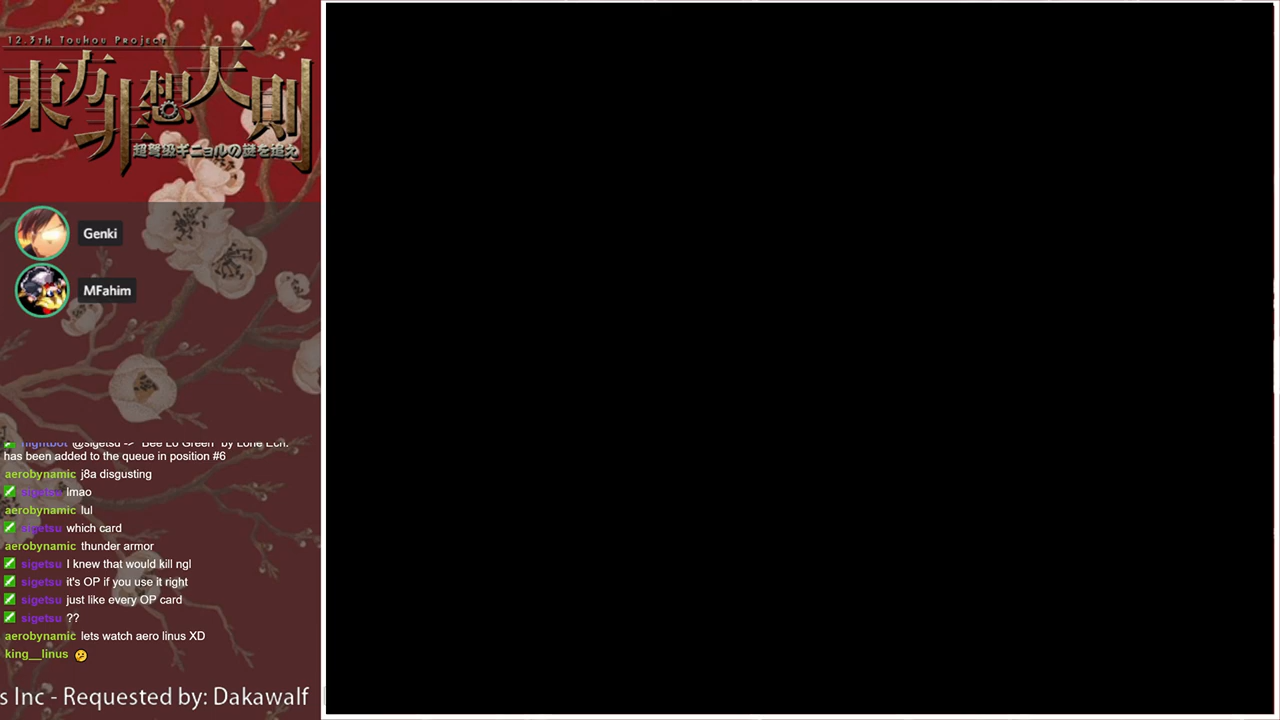 12.3th Touhou Project
東方非想天則
超弩級ギニョルの謎を追え
Genki
MFahim
nightbot @sigetsu -> "Bee Lo Green" by Lone Ech.
has been added to the queue in position #6
aerobynamic j8a disgusting
sigetsu lmao
aerobynamic lul
sigetsu which card
aerobynamic thunder armor
sigetsu I knew that would kill ngl
sigetsu it's OP if you use it right
sigetsu just like every OP card
sigetsu ??
aerobynamic lets watch aero linus XD
king__linus
s Inc - Requested by: Dakawalf